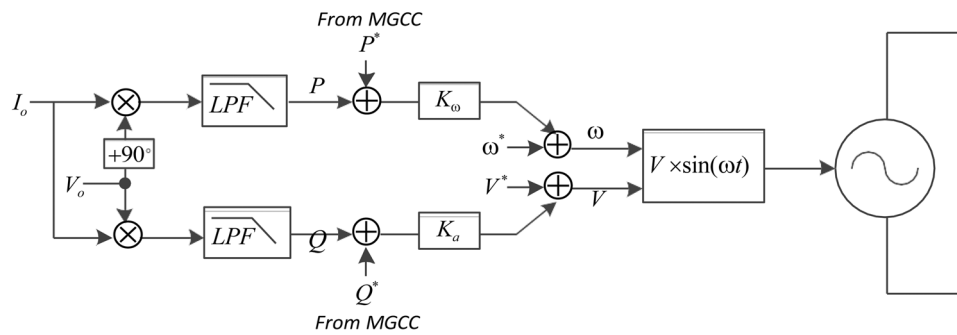 From MGCC
P*
I_o
LPF
P
K_ω
+90°
ω*
ω
V × sin(ωt)
V_o
V*
V
LPF
Q
K_a
Q*
From MGCC